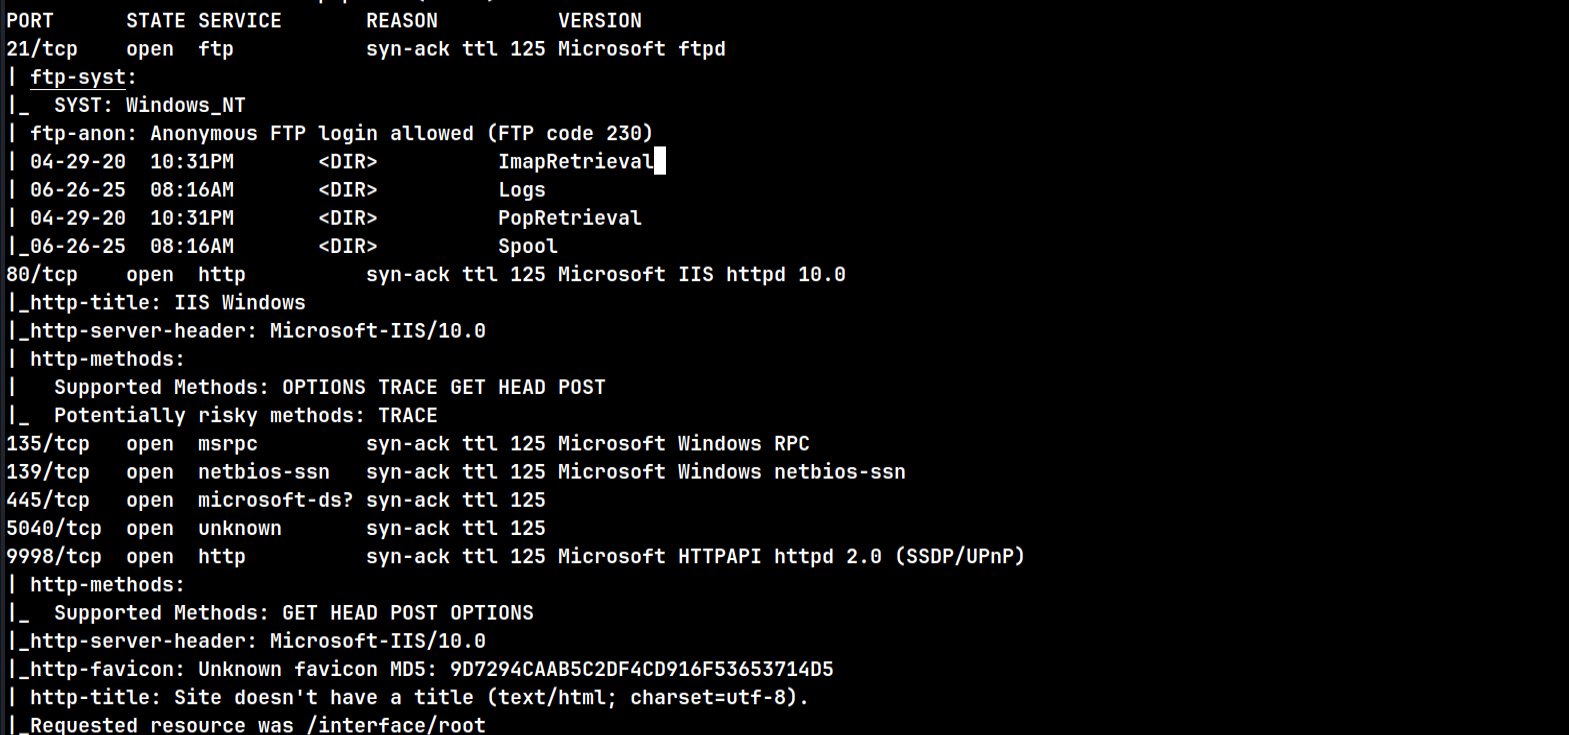 PORT      STATE SERVICE       REASON          VERSION
21/tcp    open  ftp           syn-ack ttl 125 Microsoft ftpd
| ftp-syst:
|_  SYST: Windows_NT
| ftp-anon: Anonymous FTP login allowed (FTP code 230)
| 04-29-20  10:31PM       <DIR>          ImapRetrieval
| 06-26-25  08:16AM       <DIR>          Logs
| 04-29-20  10:31PM       <DIR>          PopRetrieval
|_06-26-25  08:16AM       <DIR>          Spool
80/tcp    open  http          syn-ack ttl 125 Microsoft IIS httpd 10.0
|_http-title: IIS Windows
|_http-server-header: Microsoft-IIS/10.0
| http-methods:
|   Supported Methods: OPTIONS TRACE GET HEAD POST
|_  Potentially risky methods: TRACE
135/tcp   open  msrpc         syn-ack ttl 125 Microsoft Windows RPC
139/tcp   open  netbios-ssn   syn-ack ttl 125 Microsoft Windows netbios-ssn
445/tcp   open  microsoft-ds? syn-ack ttl 125
5040/tcp  open  unknown       syn-ack ttl 125
9998/tcp  open  http          syn-ack ttl 125 Microsoft HTTPAPI httpd 2.0 (SSDP/UPnP)
| http-methods:
|_  Supported Methods: GET HEAD POST OPTIONS
|_http-server-header: Microsoft-IIS/10.0
|_http-favicon: Unknown favicon MD5: 9D7294CAAB5C2DF4CD916F53653714D5
| http-title: Site doesn't have a title (text/html; charset=utf-8).
|_Requested resource was /interface/root